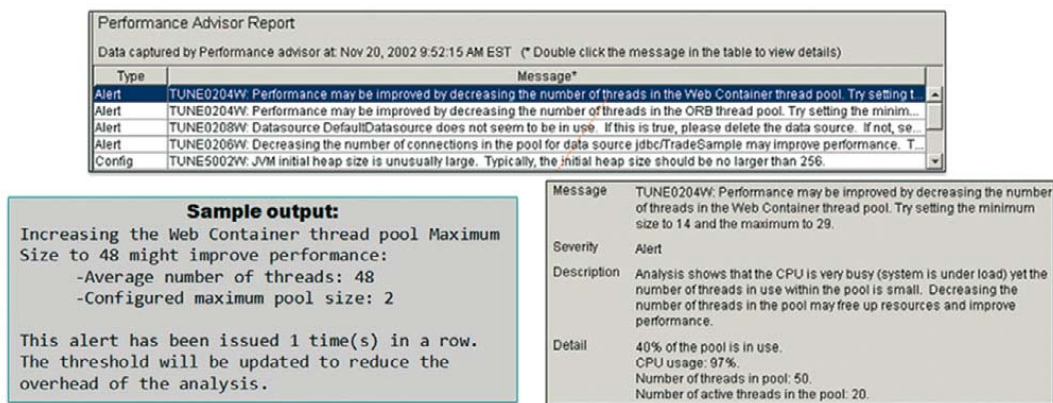 Performance Advisor Report
Data captured by Performance advisor at: Nov 20, 2002 9:52:15 AM EST (* Double click the message in the table to view details)
Type Message*
Alert TUNE0204W: Performance may be improved by decreasing the number of threads in the Web Container thread pool. Try setting t...
Alert TUNE0204W: Performance may be improved by decreasing the number of threads in the ORB thread pool. Try setting the minim...
Alert TUNE0208W: Datasource DefaultDatasource does not seem to be in use. If this is true, please delete the data source. If not, se...
Alert TUNE0206W: Decreasing the number of connections in the pool for data source jdbc/TradeSample may improve performance. T...
Config TUNE5002W: JVM initial heap size is unusually large. Typically, the initial heap size should be no larger than 256.
Sample output:
Increasing the Web Container thread pool Maximum
Size to 48 might improve performance:
-Average number of threads: 48
-Configured maximum pool size: 2
This alert has been issued 1 time(s) in a row.
The threshold will be updated to reduce the
overhead of the analysis.
Message TUNE0204W: Performance may be improved by decreasing the number
of threads in the Web Container thread pool. Try setting the minimum
size to 14 and the maximum to 29.
Severity Alert
Description Analysis shows that the CPU is very busy (system is under load) yet the
number of threads in use within the pool is small. Decreasing the
number of threads in the pool may free up resources and improve
performance.
Detail 40% of the pool is in use.
CPU usage: 97%.
Number of threads in pool: 50.
Number of active threads in the pool: 20.